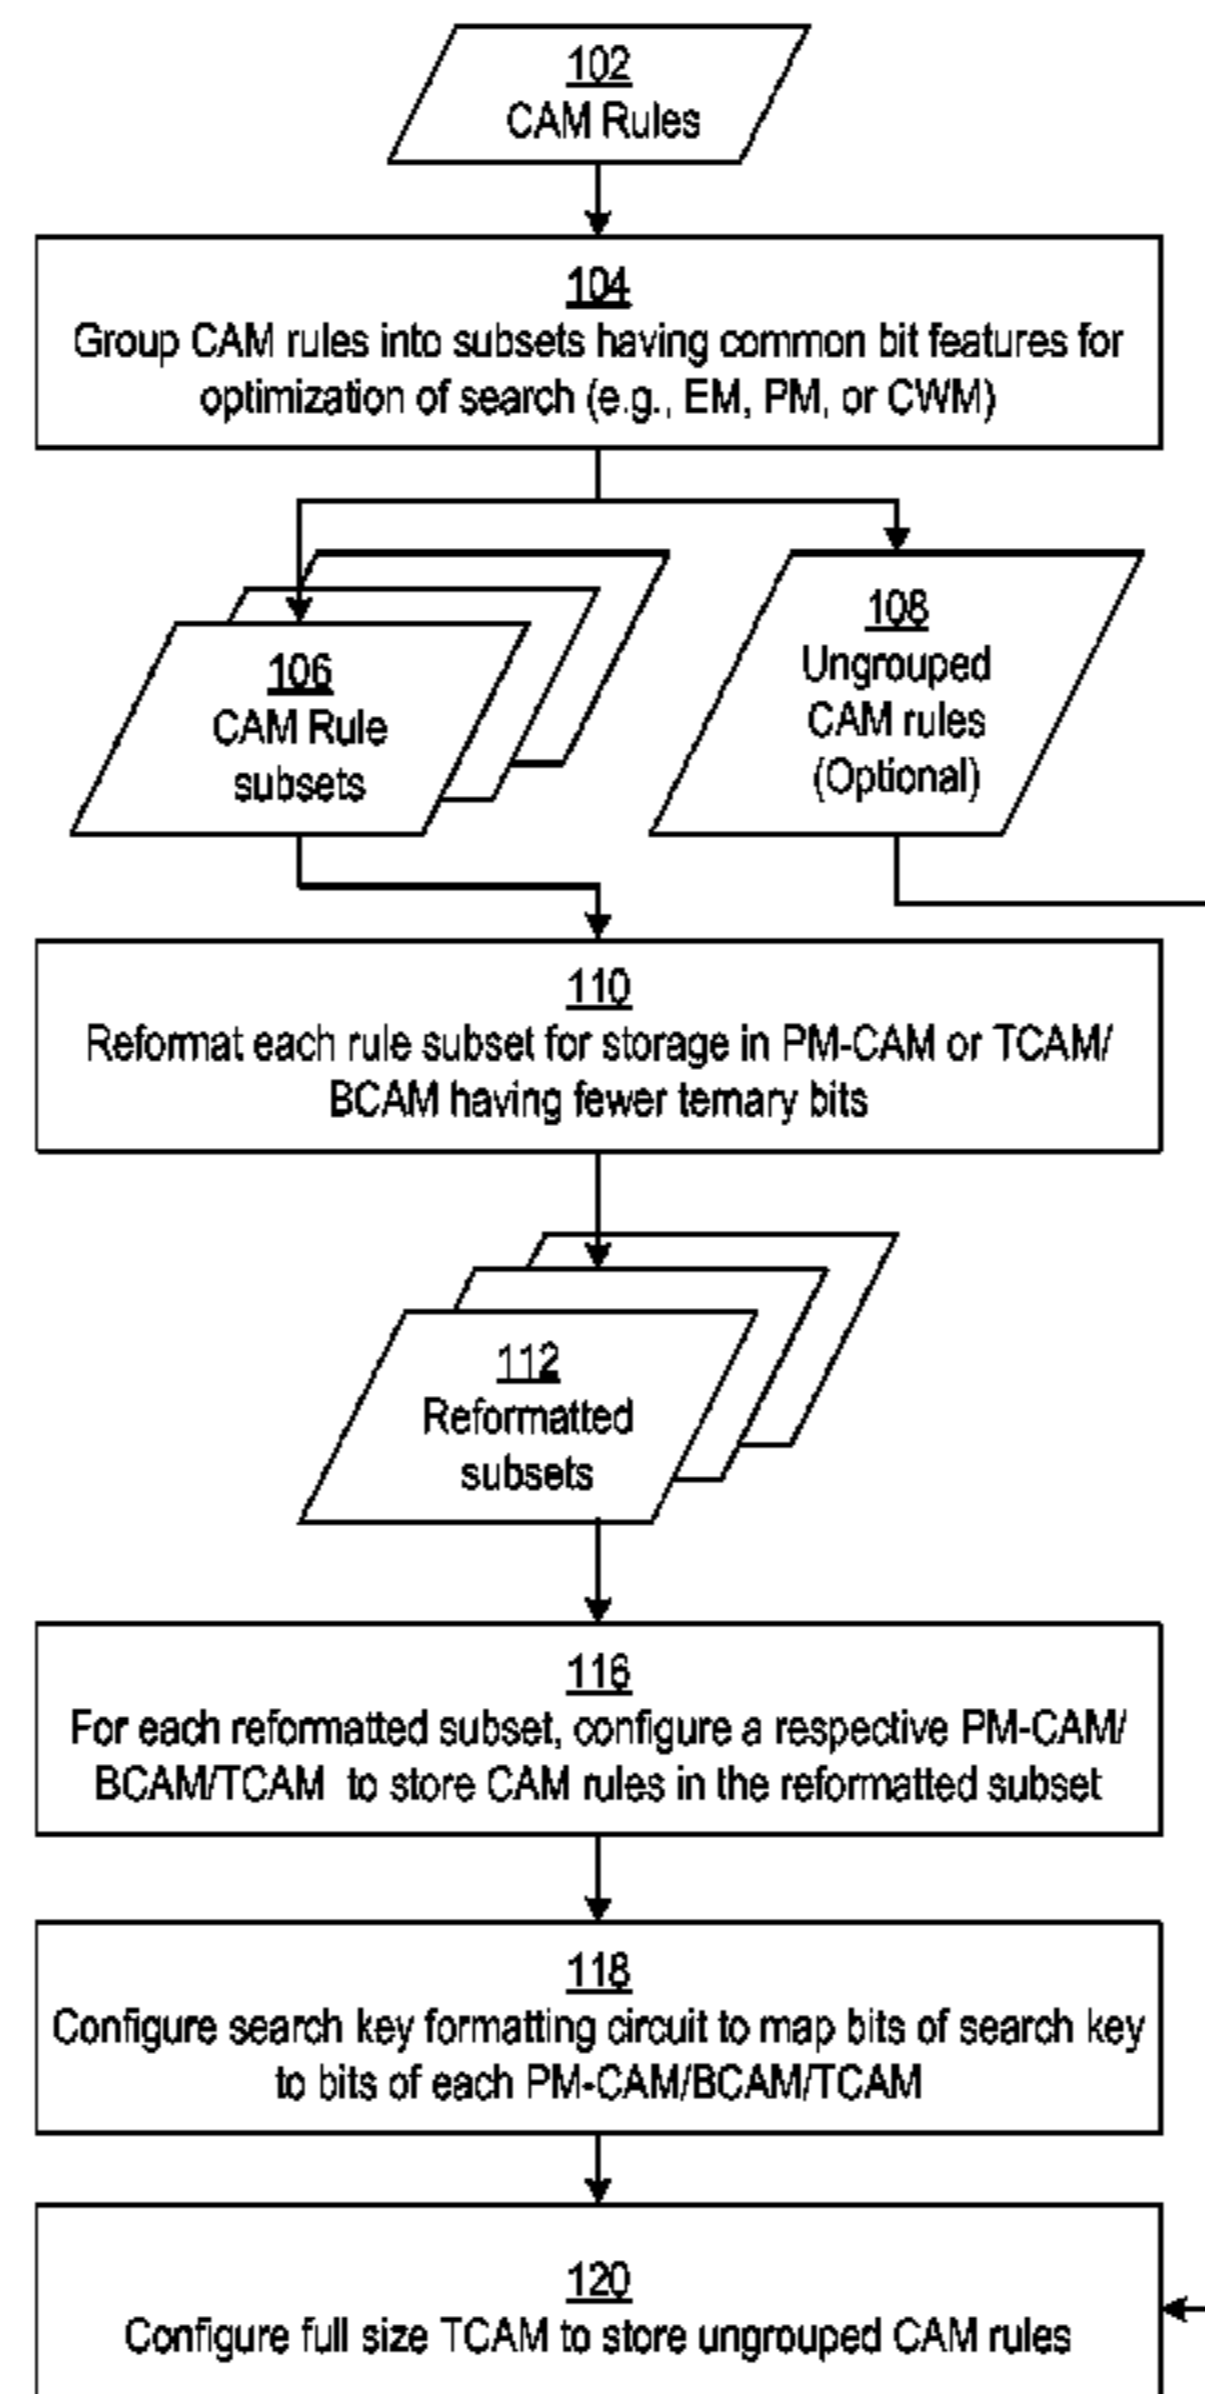 102
CAM Rules
104
Group CAM rules into subsets having common bit features for
optimization of search (e.g., EM, PM, or CWM)
106
CAM Rule
subsets
108
Ungrouped
CAM rules
(Optional)
110
Reformat each rule subset for storage in PM-CAM or TCAM/
BCAM having fewer ternary bits
112
Reformatted
subsets
116
For each reformatted subset, configure a respective PM-CAM/
BCAM/TCAM to store CAM rules in the reformatted subset
118
Configure search key formatting circuit to map bits of search key
to bits of each PM-CAM/BCAM/TCAM
120
Configure full size TCAM to store ungrouped CAM rules